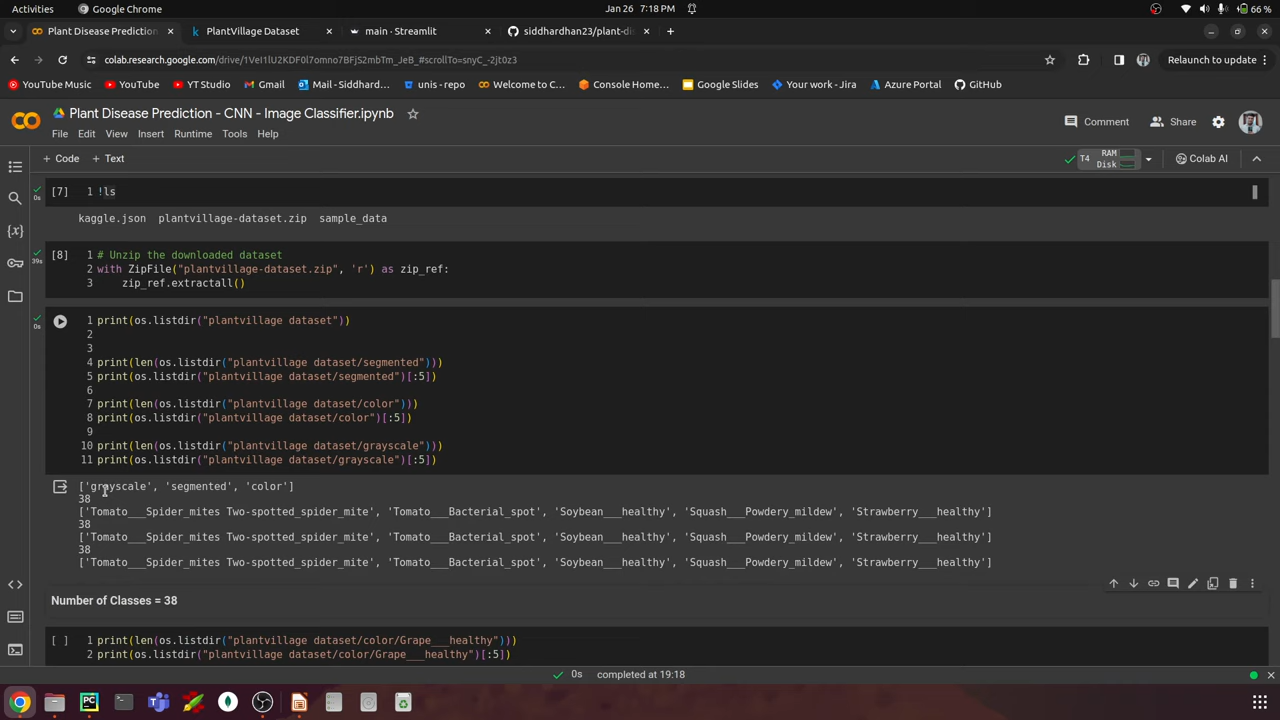 Activities Google Chrome Jan 26 7:18 PM 66 %
Plant Disease Prediction PlantVillage Dataset main · Streamlit siddhardhan23/plant-di
colab.research.google.com/drive/1VeI1lU2KDF0l7omno7BFjS2mbTm_JeB_#scrollTo=snyC_-2jt0z3 Relaunch to update
YouTube Music YouTube YT Studio Gmail Mail - Siddhard... unis - repo Welcome to C... Console Home... Google Slides Your work - Jira Azure Portal GitHub
Plant Disease Prediction - CNN - Image Classifier.ipynb
File Edit View Insert Runtime Tools Help
Comment Share
+ Code + Text T4 RAM Disk Colab AI
[7] 1 !ls
0s
kaggle.json plantvillage-dataset.zip sample_data
[8] 1 # Unzip the downloaded dataset
39s 2 with ZipFile("plantvillage-dataset.zip", 'r') as zip_ref:
3 zip_ref.extractall()
1 print(os.listdir("plantvillage dataset"))
0s 2
3
4 print(len(os.listdir("plantvillage dataset/segmented")))
5 print(os.listdir("plantvillage dataset/segmented")[:5])
6
7 print(len(os.listdir("plantvillage dataset/color")))
8 print(os.listdir("plantvillage dataset/color")[:5])
9
10 print(len(os.listdir("plantvillage dataset/grayscale")))
11 print(os.listdir("plantvillage dataset/grayscale")[:5])
['grayscale', 'segmented', 'color']
38
['Tomato___Spider_mites Two-spotted_spider_mite', 'Tomato___Bacterial_spot', 'Soybean___healthy', 'Squash___Powdery_mildew', 'Strawberry___healthy']
38
['Tomato___Spider_mites Two-spotted_spider_mite', 'Tomato___Bacterial_spot', 'Soybean___healthy', 'Squash___Powdery_mildew', 'Strawberry___healthy']
38
['Tomato___Spider_mites Two-spotted_spider_mite', 'Tomato___Bacterial_spot', 'Soybean___healthy', 'Squash___Powdery_mildew', 'Strawberry___healthy']
Number of Classes = 38
[ ] 1 print(len(os.listdir("plantvillage dataset/color/Grape___healthy")))
2 print(os.listdir("plantvillage dataset/color/Grape___healthy")[:5])
0s completed at 19:18